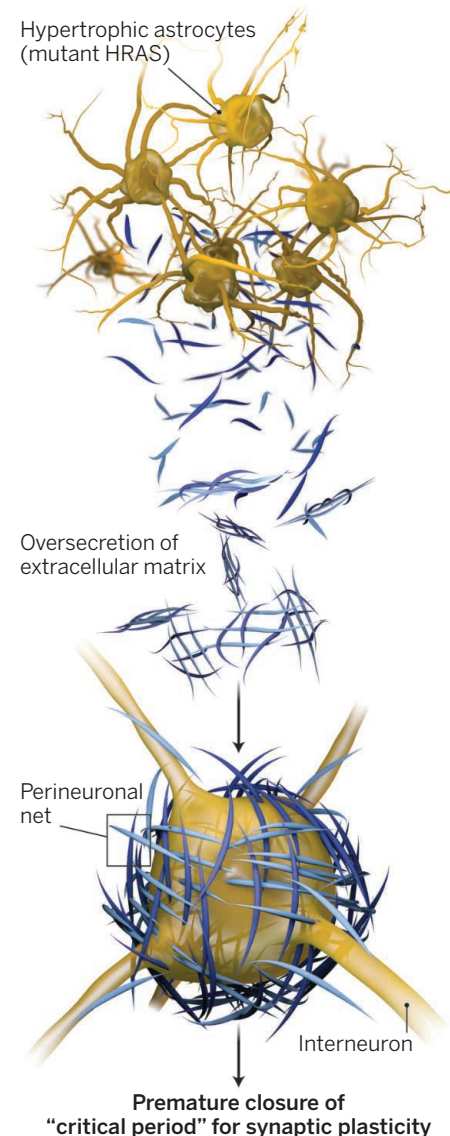 Hypertrophic astrocytes
(mutant HRAS)
Oversecretion of
extracellular matrix
Perineuronal
net
Interneuron
Premature closure of
“critical period” for synaptic plasticity